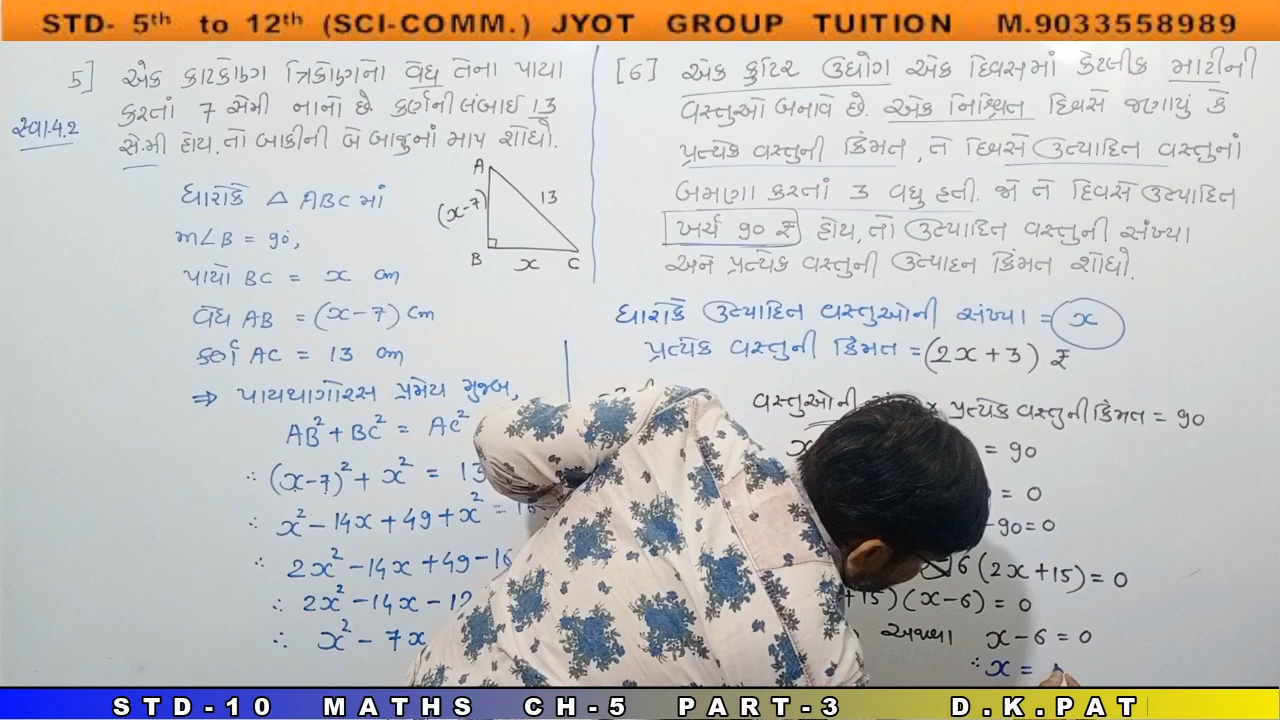 STD- 5th to 12th (SCI-COMM.) JYOT GROUP TUITION M.9033558989
5] એક કાટકોણ ત્રિકોણનો વેધ તેના પાયા
કરતાં 7 સેમી નાનો છે કર્ણની લંબાઈ 13
સ્વા.4.2
સે.મી હોય, તો બાકીની બે બાજુનાં માપ શોધો.
ધારોકે △ ABC માં
m∠B = 90°,
પાયો BC = x cm
વેધ AB = (x-7) cm
કર્ણ AC = 13 cm
A
(x-7)
13
B x C
⇒ પાયથાગોરસ પ્રમેય મુજબ,
AB² + BC² = AC²
∴ (x-7)² + x² = 13
∴ x² - 14x + 49 + x² =
∴ 2x² - 14x + 49 - 16
∴ 2x² - 14x - 12
∴ x² - 7x
[6] એક કુટિર ઉદ્યોગ એક દિવસમાં કેટલીક માટીની
વસ્તુઓ બનાવે છે. એક નિશ્ચિત દિવસે જણાયું કે
પ્રત્યેક વસ્તુની કિંમત, તે દિવસે ઉત્પાદિત વસ્તુનાં
બમણા કરતાં 3 વધુ હતી. જો તે દિવસે ઉત્પાદિત
ખર્ચ 90 ₹ હોય, તો ઉત્પાદિત વસ્તુની સંખ્યા
અને પ્રત્યેક વસ્તુની ઉત્પાદન કિંમત શોધો.
ધારોકે ઉત્પાદિત વસ્તુઓની સંખ્યા = x
પ્રત્યેક વસ્તુની કિંમત = (2x+3) ₹
વસ્તુઓની × પ્રત્યેક વસ્તુની કિંમત = 90
x = 90
= 0
-90=0
6(2x+15) = 0
+15)(x-6) = 0
અથવા x-6 = 0
∴ x =
STD-10 MATHS CH-5 PART-3 D.K.PAT